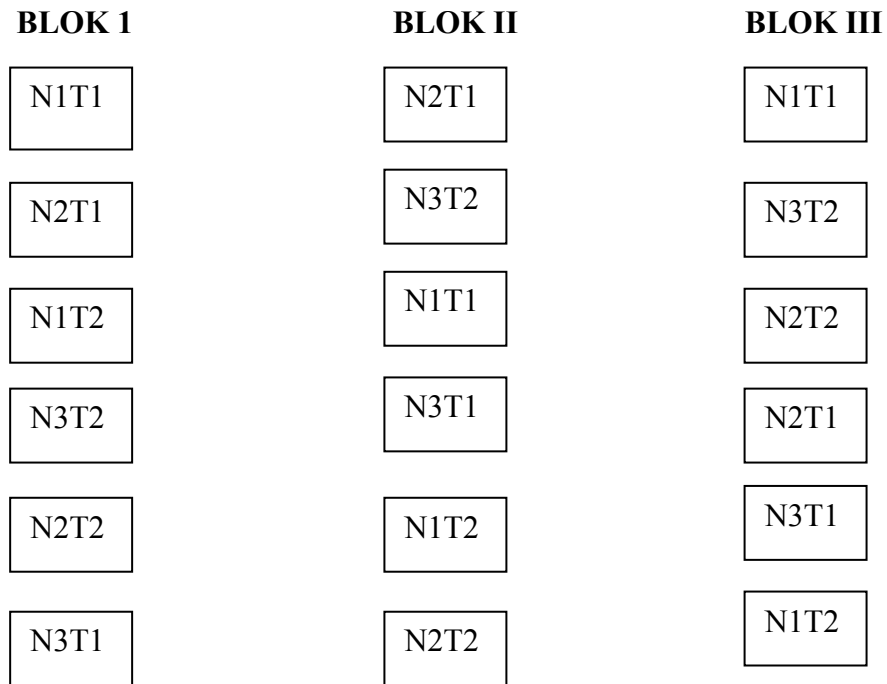 BLOK 1 BLOK II BLOK III
N1T1 N2T1 N1T1
N2T1 N3T2 N3T2
N1T2 N1T1 N2T2
N3T2 N3T1 N2T1
N2T2 N1T2 N3T1
N3T1 N2T2 N1T2